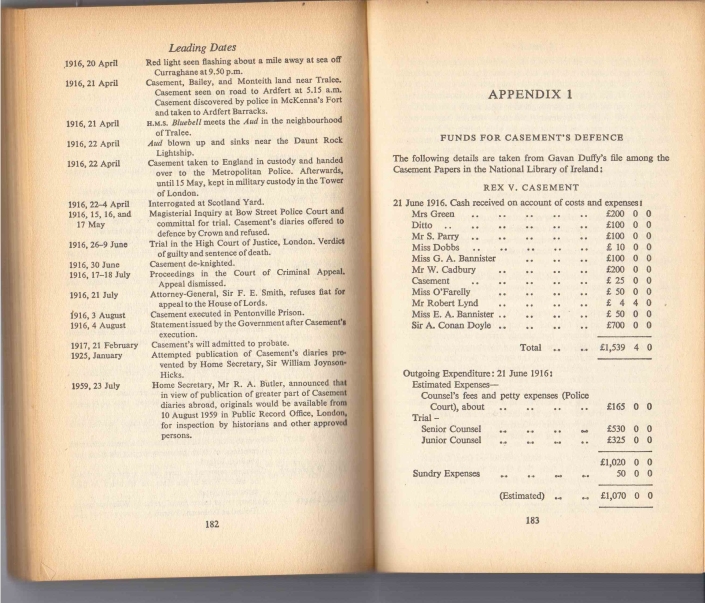 Leading Dates
1916, 20 April Red light seen flashing about a mile away at sea off
Curraghane at 9.50 p.m.
1916, 21 April Casement, Bailey, and Monteith land near Tralee.
Casement seen on road to Ardfert at 5.15 a.m.
Casement discovered by police in McKenna's Fort
and taken to Ardfert Barracks.
1916, 21 April H.M.S. Bluebell meets the Aud in the neighbourhood
of Tralee.
1916, 22 April Aud blown up and sinks near the Daunt Rock
Lightship.
1916, 22 April Casement taken to England in custody and handed
over to the Metropolitan Police. Afterwards,
until 15 May, kept in military custody in the Tower
of London.
1916, 22–4 April Interrogated at Scotland Yard.
1916, 15, 16, and Magisterial Inquiry at Bow Street Police Court and
17 May committal for trial. Casement's diaries offered to
defence by Crown and refused.
1916, 26–9 June Trial in the High Court of Justice, London. Verdict
of guilty and sentence of death.
1916, 30 June Casement de-knighted.
1916, 17–18 July Proceedings in the Court of Criminal Appeal.
Appeal dismissed.
1916, 21 July Attorney-General, Sir F. E. Smith, refuses fiat for
appeal to the House of Lords.
1916, 3 August Casement executed in Pentonville Prison.
1916, 4 August Statement issued by the Government after Casement's
execution.
1917, 21 February Casement's will admitted to probate.
1925, January Attempted publication of Casement's diaries pre-
vented by Home Secretary, Sir William Joynson-
Hicks.
1959, 23 July Home Secretary, Mr R. A. Butler, announced that
in view of publication of greater part of Casement
diaries abroad, originals would be available from
10 August 1959 in Public Record Office, London,
for inspection by historians and other approved
persons.
182
APPENDIX 1
FUNDS FOR CASEMENT'S DEFENCE
The following details are taken from Gavan Duffy's file among the
Casement Papers in the National Library of Ireland:
REX V. CASEMENT
21 June 1916. Cash received on account of costs and expenses:
Mrs Green .. .. .. .. .. £200 0 0
Ditto .. .. .. .. .. .. £100 0 0
Mr S. Parry .. .. .. .. .. £100 0 0
Miss Dobbs .. .. .. .. .. £ 10 0 0
Miss G. A. Bannister .. .. .. .. £100 0 0
Mr W. Cadbury .. .. .. .. .. £200 0 0
Casement .. .. .. .. .. £ 25 0 0
Miss O'Farelly .. .. .. .. .. £ 50 0 0
Mr Robert Lynd .. .. .. .. .. £ 4 4 0
Miss E. A. Bannister .. .. .. .. .. £ 50 0 0
Sir A. Conan Doyle .. .. .. .. .. £700 0 0
Total .. .. £1,539 4 0
Outgoing Expenditure: 21 June 1916:
Estimated Expenses—
Counsel's fees and petty expenses (Police
Court), about .. .. .. .. £165 0 0
Trial –
Senior Counsel .. .. .. .. £530 0 0
Junior Counsel .. .. .. .. £325 0 0
£1,020 0 0
Sundry Expenses .. .. .. .. 50 0 0
(Estimated) .. .. £1,070 0 0
183